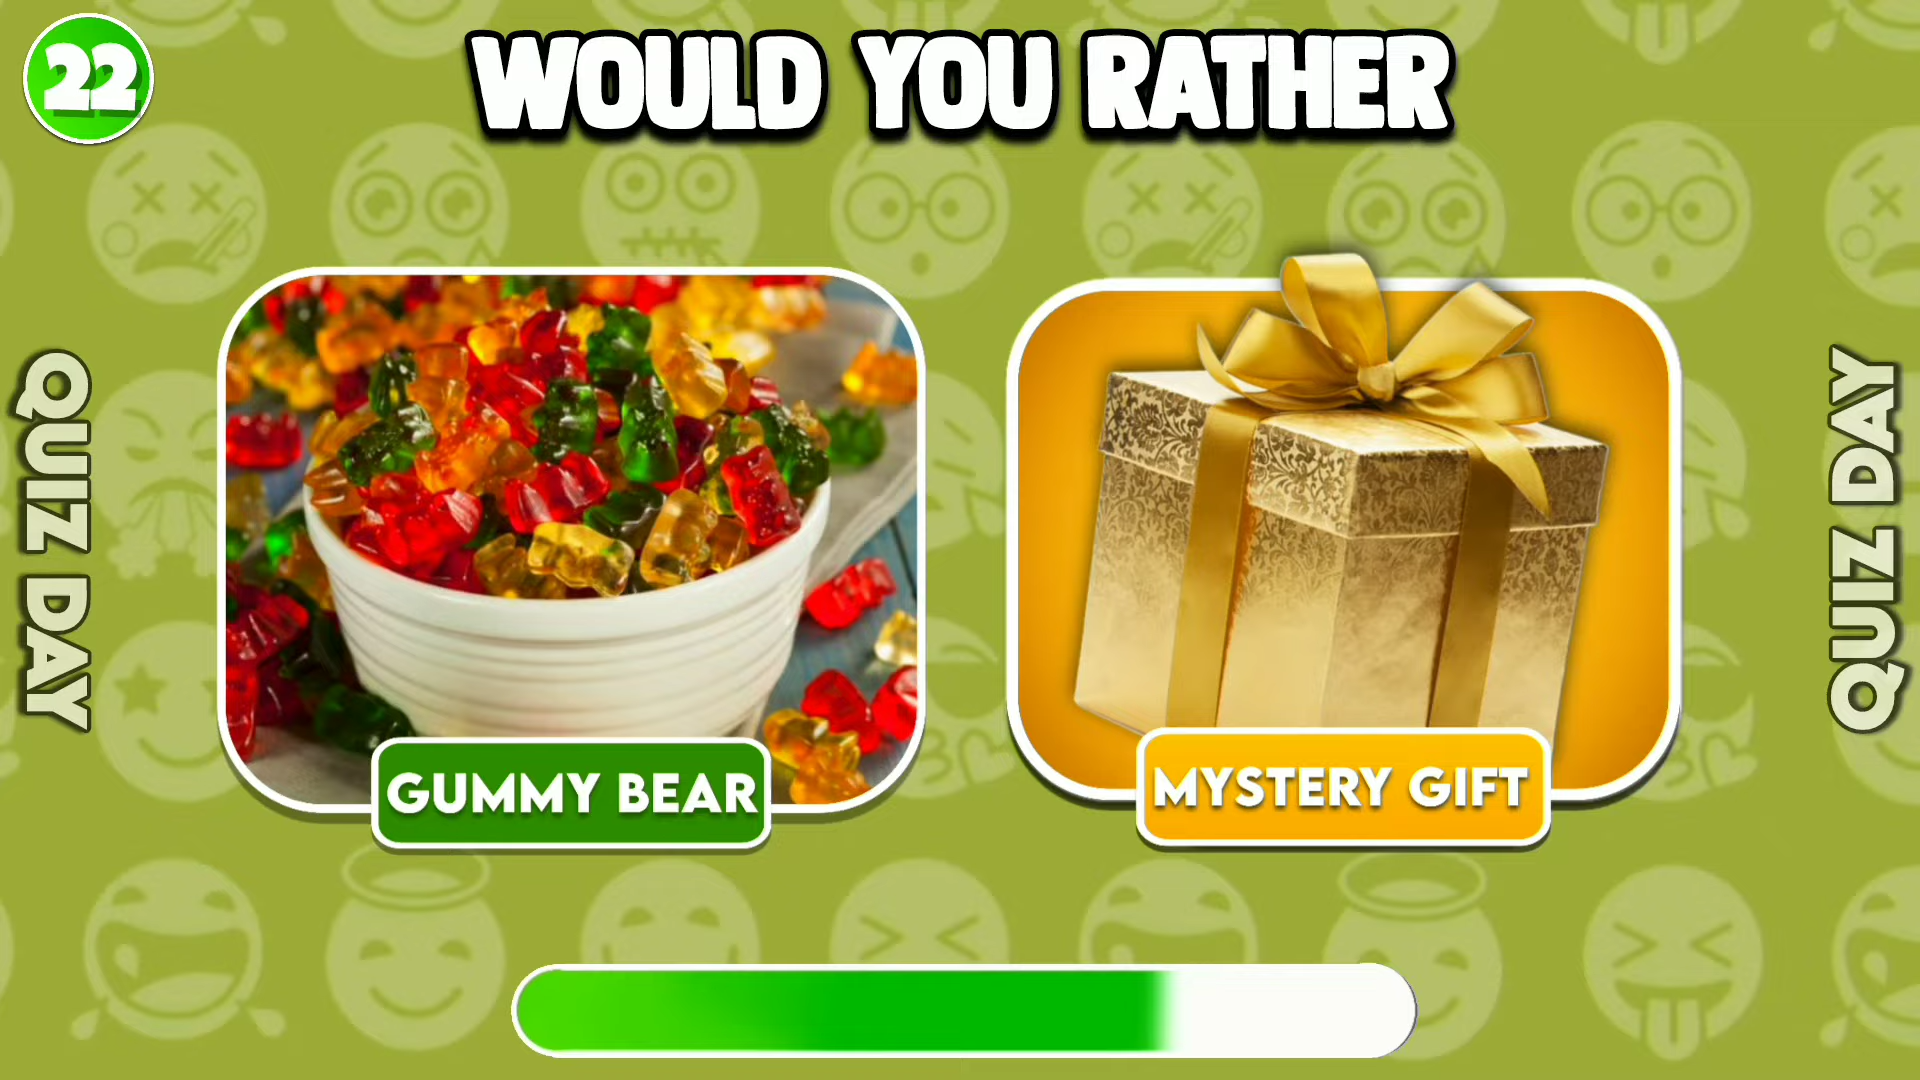 22
WOULD YOU RATHER
QUIZ DAY
QUIZ DAY
GUMMY BEAR
MYSTERY GIFT